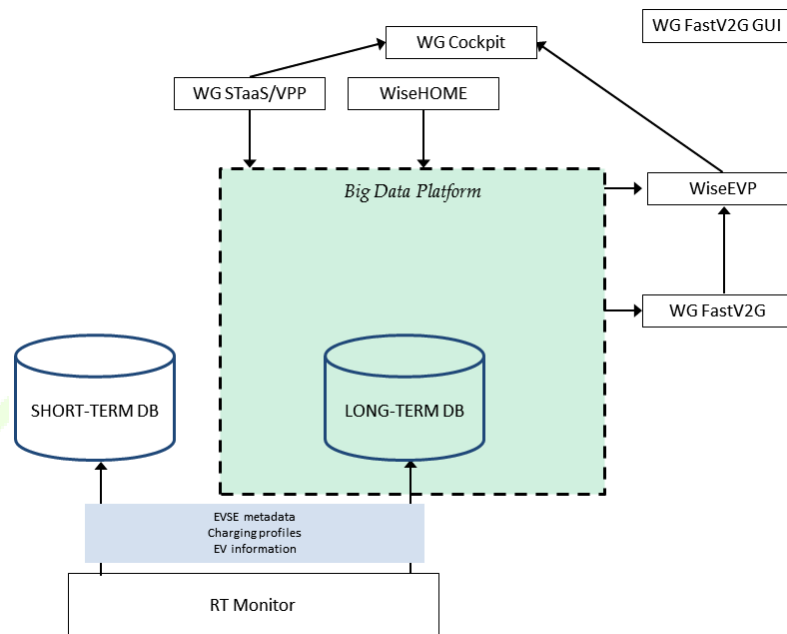 WG FastV2G GUI
WG Cockpit
WG STaaS/VPP
WiseHOME
Big Data Platform
WiseEVP
WG FastV2G
SHORT-TERM DB
LONG-TERM DB
EVSE metadata
Charging profiles
EV information
RT Monitor